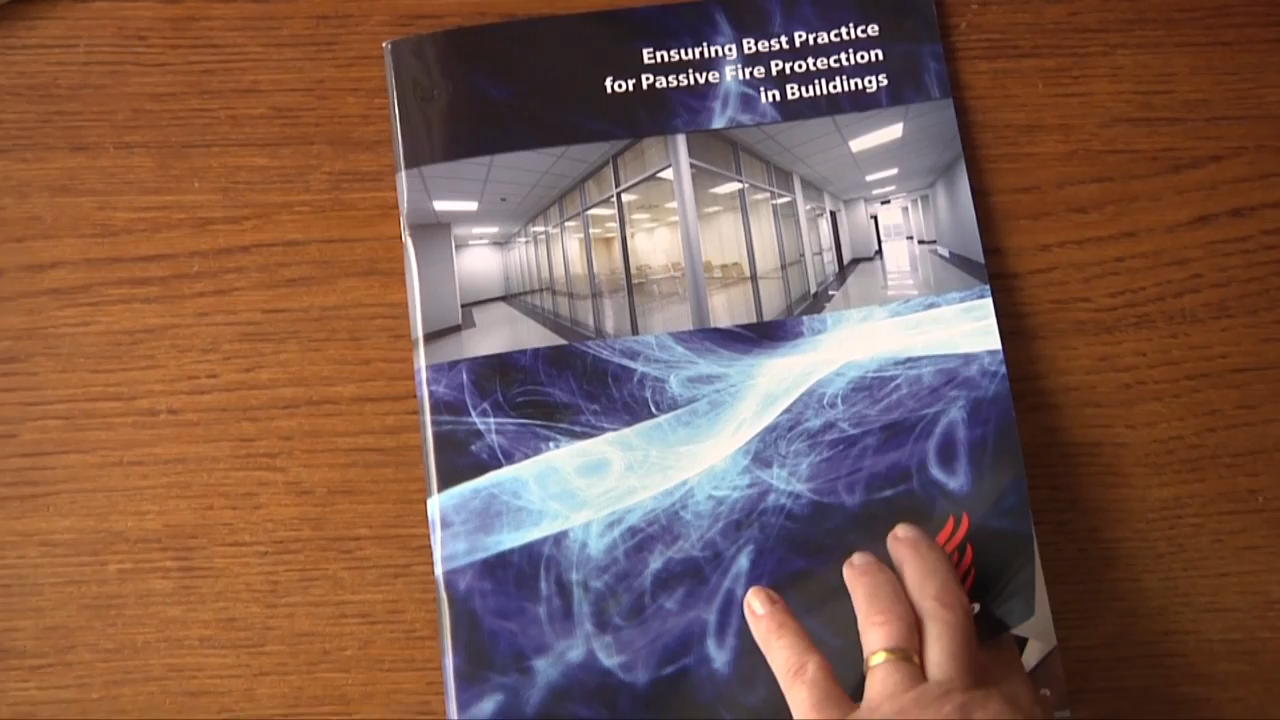 Ensuring Best Practice
for Passive Fire Protection
in Buildings